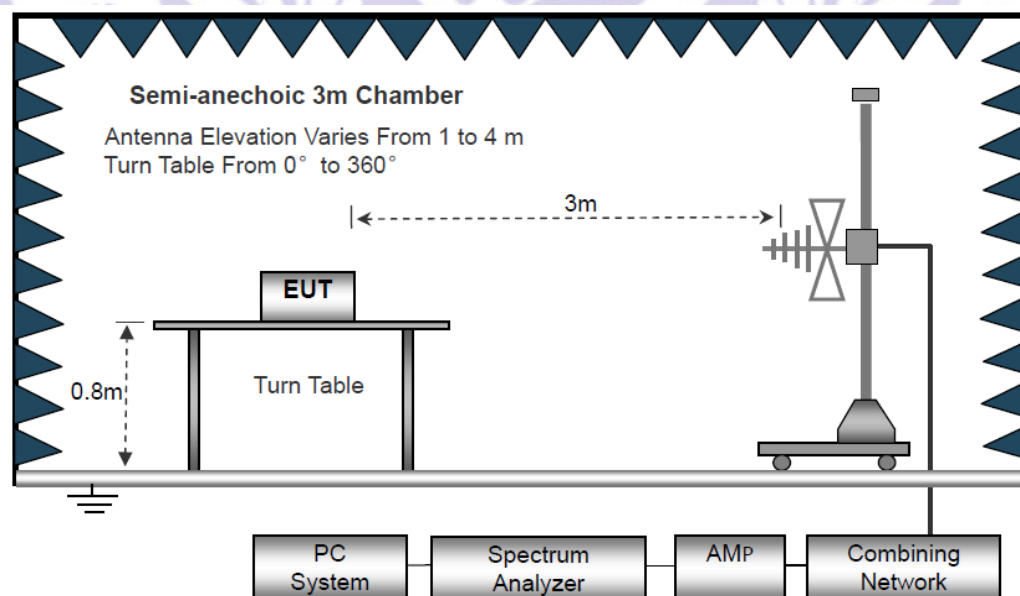 Semi-anechoic 3m Chamber
Antenna Elevation Varies From 1 to 4 m
Turn Table From 0° to 360°
3m
EUT
0.8m
Turn Table
PC
System
Spectrum
Analyzer
AMP
Combining
Network